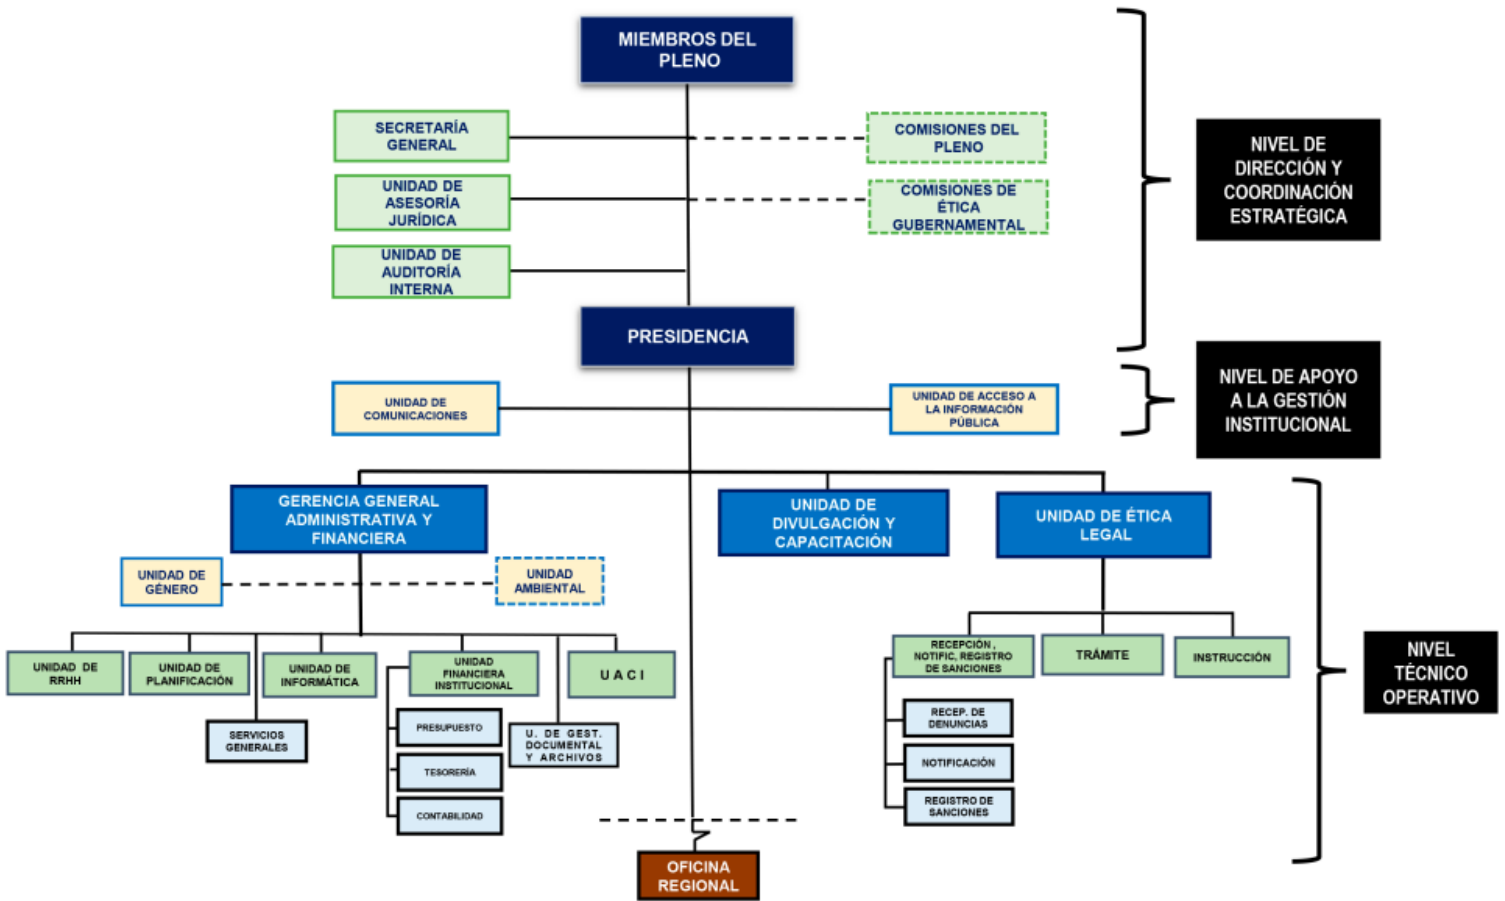 MIEMBROS DEL
PLENO
SECRETARÍA
GENERAL
COMISIONES DEL
PLENO
UNIDAD DE
ASESORÍA
JURÍDICA
COMISIONES DE
ÉTICA
GUBERNAMENTAL
UNIDAD DE
AUDITORÍA
INTERNA
NIVEL DE
DIRECCIÓN Y
COORDINACIÓN
ESTRATÉGICA
PRESIDENCIA
UNIDAD DE
COMUNICACIONES
UNIDAD DE ACCESO A
LA INFORMACIÓN
PÚBLICA
NIVEL DE APOYO
A LA GESTIÓN
INSTITUCIONAL
GERENCIA GENERAL
ADMINISTRATIVA Y
FINANCIERA
UNIDAD DE
DIVULGACIÓN Y
CAPACITACIÓN
UNIDAD DE ÉTICA
LEGAL
UNIDAD DE
GÉNERO
UNIDAD
AMBIENTAL
UNIDAD DE
RRHH
UNIDAD DE
PLANIFICACIÓN
UNIDAD DE
INFORMÁTICA
UNIDAD
FINANCIERA
INSTITUCIONAL
U A C I
RECEPCIÓN ,
NOTIFIC, REGISTRO
DE SANCIONES
TRÁMITE
INSTRUCCIÓN
NIVEL
TÉCNICO
OPERATIVO
SERVICIOS
GENERALES
PRESUPUESTO
TESORERÍA
CONTABILIDAD
U. DE GEST.
DOCUMENTAL
Y ARCHIVOS
RECEP. DE
DENUNCIAS
NOTIFICACIÓN
REGISTRO DE
SANCIONES
OFICINA
REGIONAL